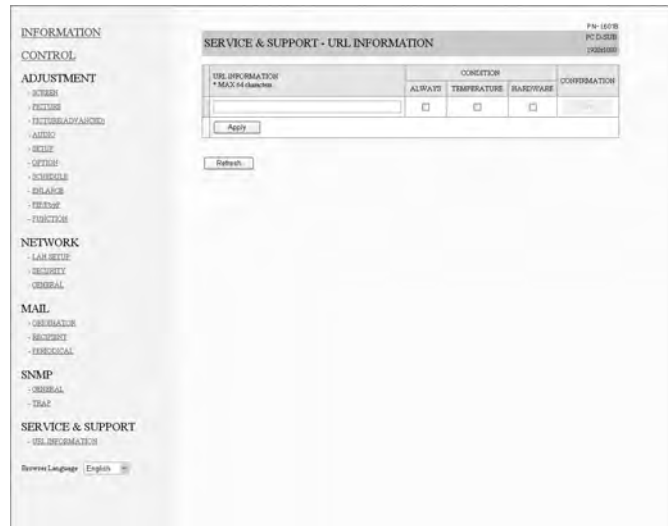 INFORMATION
CONTROL
ADJUSTMENT
- SCREEN
- PICTURE
- PICTURE(ADVANCED)
- AUDIO
- SETUP
- OPTION
- SCHEDULE
- ENLARGE
- PIP/PbyP
- FUNCTION
NETWORK
- LAN SETUP
- SECURITY
- GENERAL
MAIL
- ORIGINATOR
- RECIPIENT
- PERIODICAL
SNMP
- GENERAL
- TRAP
SERVICE & SUPPORT
- URL INFORMATION
Browser Language English
SERVICE & SUPPORT - URL INFORMATION
PC D-SUB
1920x1080
URL INFORMATION
* MAX 64 characters
CONDITION
ALWAYS TEMPERATURE HARDWARE
CONFIRMATION
Apply
Refresh